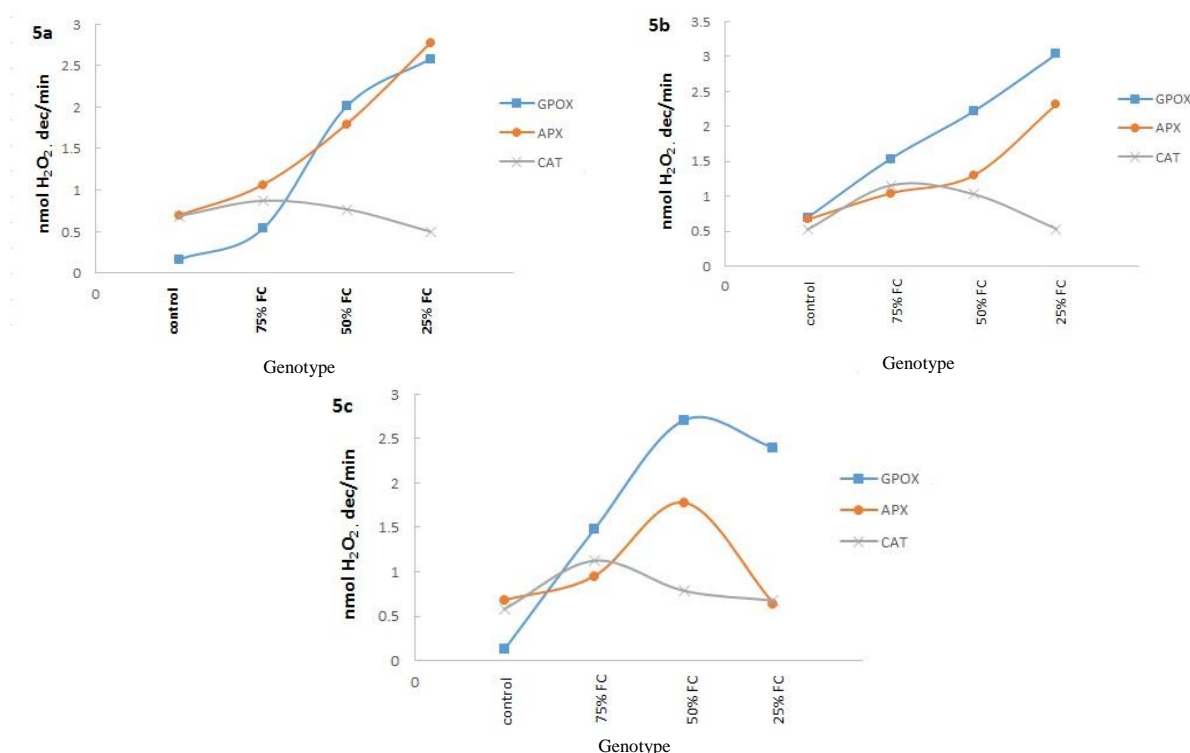 5a
nmol H₂O₂. dec/min
3
2.5
2
1.5
1
0.5
0
0
control
75% FC
50% FC
25% FC
GPOX
APX
CAT
Genotype
5b
nmol H₂O₂. dec/min
3.5
3
2.5
2
1.5
1
0.5
0
0
control
75% FC
50% FC
25% FC
GPOX
APX
CAT
Genotype
5c
nmol H₂O₂. dec/min
3
2.5
2
1.5
1
0.5
0
0
control
75% FC
50% FC
25% FC
GPOX
APX
CAT
Genotype